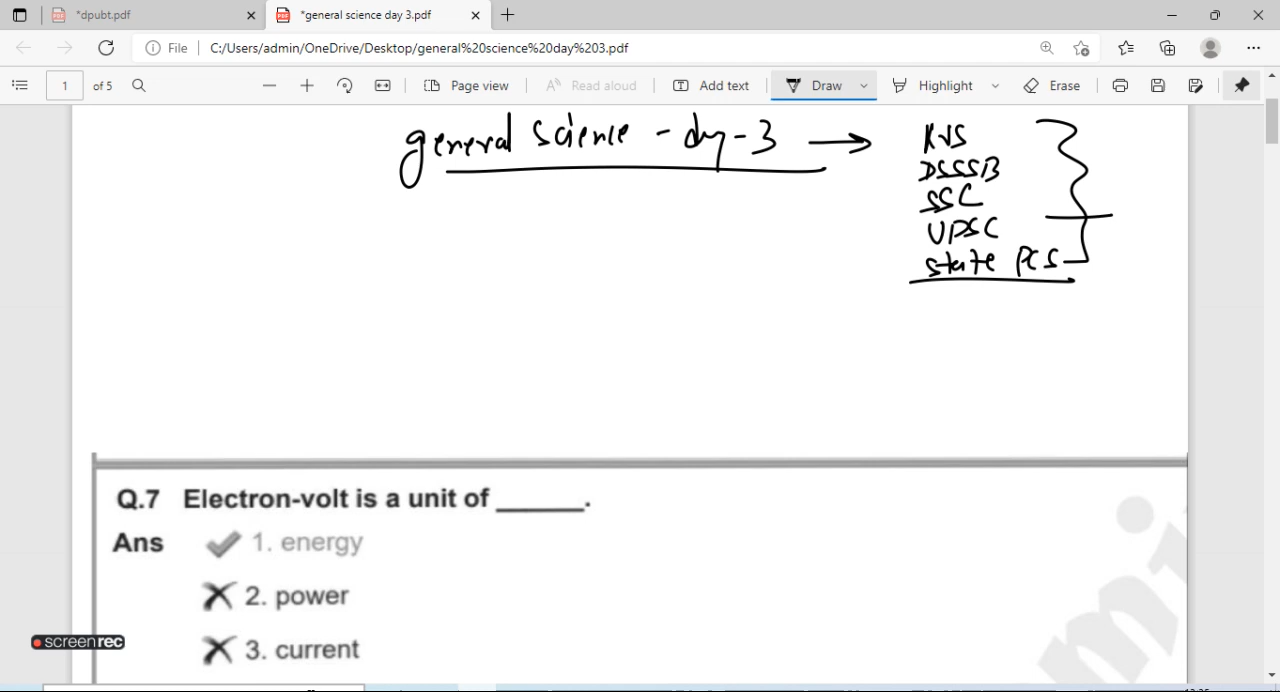 *dpubt.pdf
*general science day 3.pdf
File
C:/Users/admin/OneDrive/Desktop/general%20science%20day%203.pdf
1 of 5
Page view
Read aloud
Add text
Draw
Highlight
Erase
general science - dy - 3 →
KVS
DSSSB
SSC
UPSC
state PCS
Q.7 Electron-volt is a unit of ______.
Ans 1. energy
2. power
3. current
screenrec